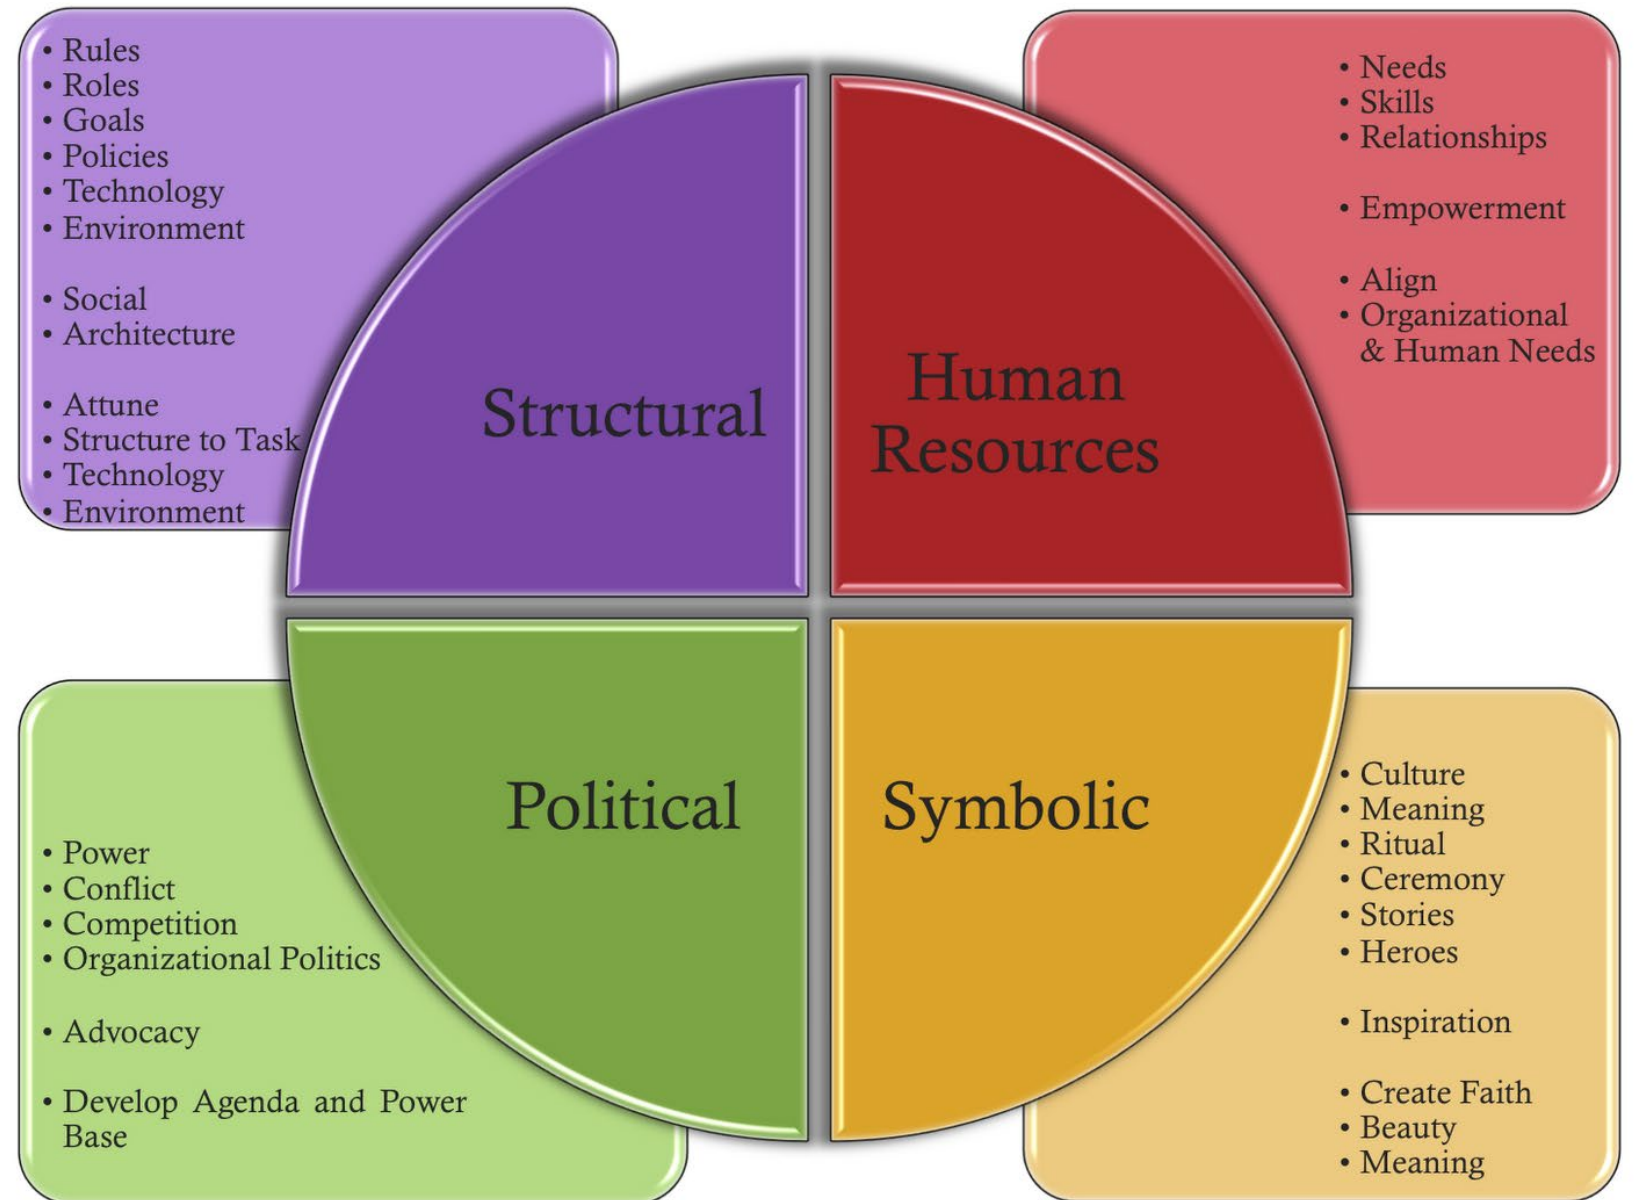 • Rules
• Roles
• Goals
• Policies
• Technology
• Environment
• Social
• Architecture
• Attune
• Structure to Task
• Technology
• Environment
Structural
Human
Resources
• Needs
• Skills
• Relationships
• Empowerment
• Align
• Organizational
& Human Needs
• Power
• Conflict
• Competition
• Organizational Politics
• Advocacy
• Develop Agenda and Power
Base
Political
Symbolic
• Culture
• Meaning
• Ritual
• Ceremony
• Stories
• Heroes
• Inspiration
• Create Faith
• Beauty
• Meaning